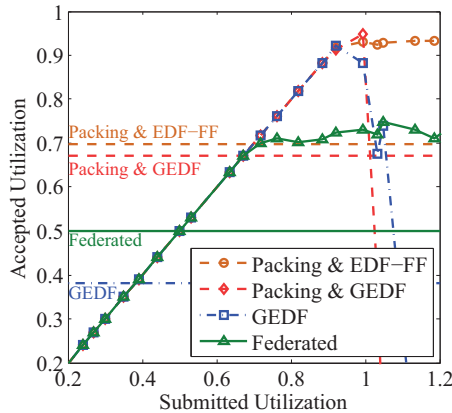 1
0.9
0.8
0.7
0.6
0.5
0.4
0.3
0.2
Accepted Utilization
Packing & EDF−FF
Packing & GEDF
Federated
GEDF
Packing & EDF−FF
Packing & GEDF
GEDF
Federated
0.2 0.4 0.6 0.8 1 1.2
Submitted Utilization